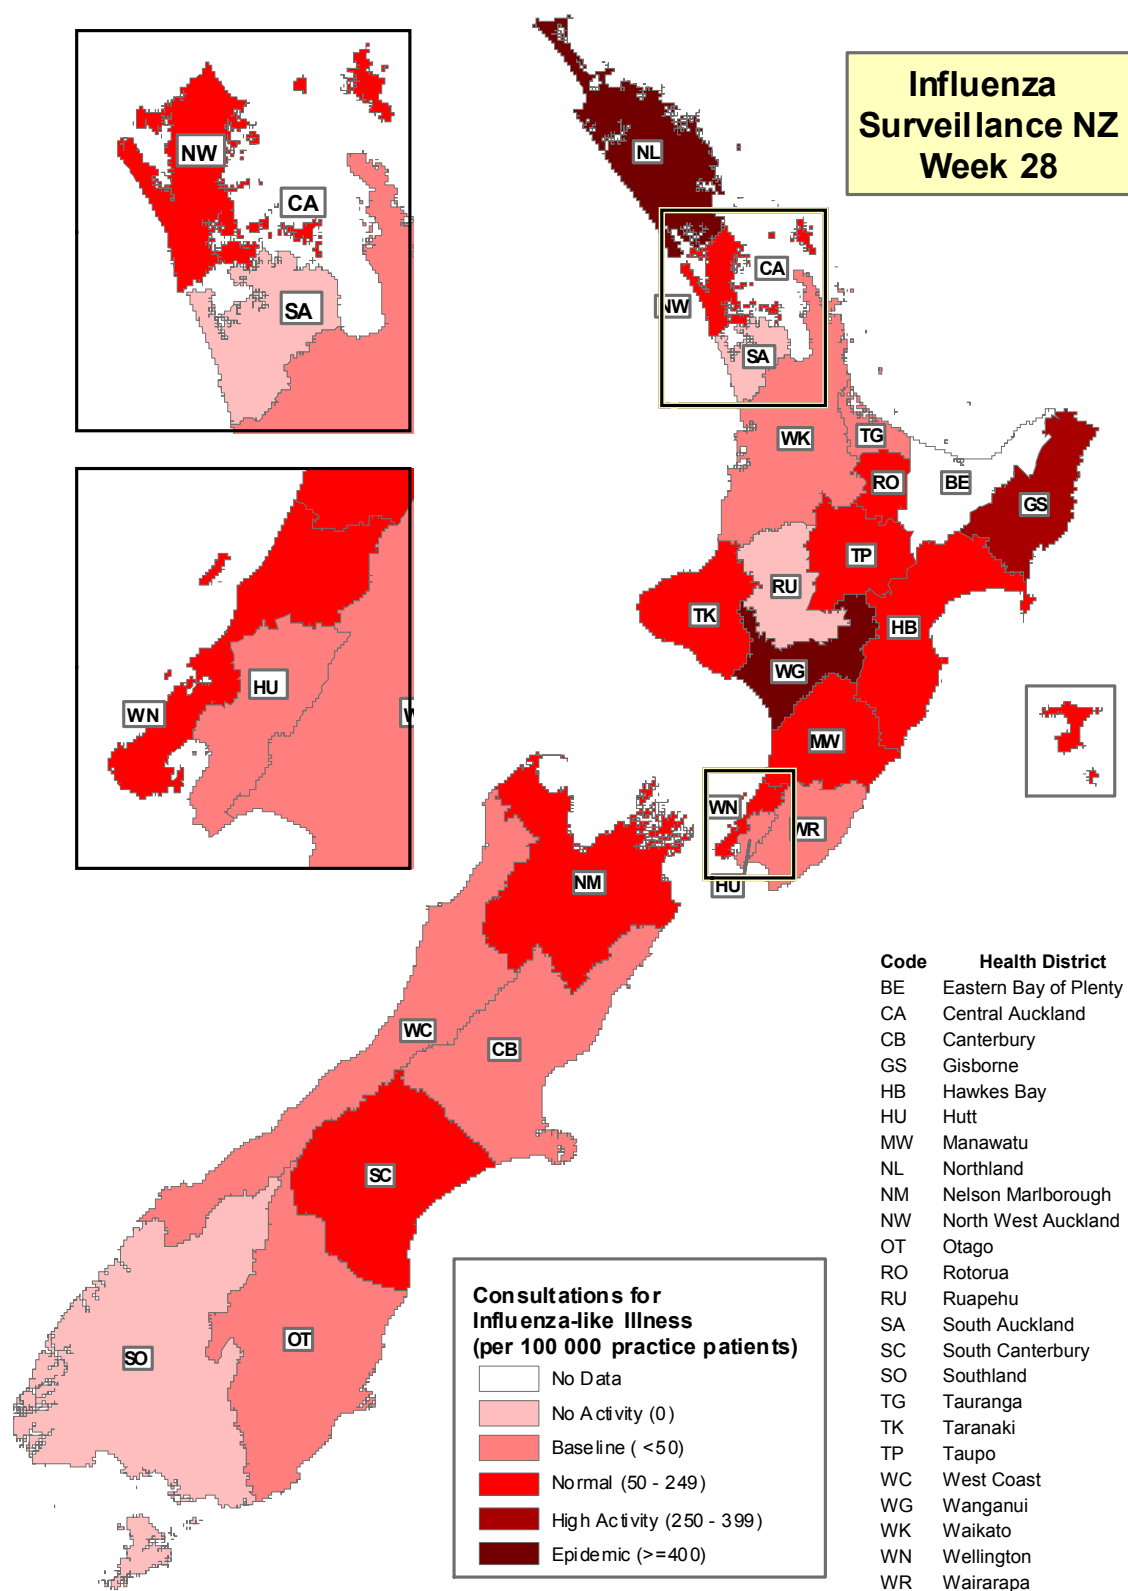 Influenza
Surveillance NZ
Week 28
NW
CA
SA
NL
CA
NW
SA
WK
TG
RO
BE
GS
TP
RU
TK
HB
WG
MW
WN
WR
HU
HU
WN
W
NM
WC
CB
SC
OT
SO
Consultations for
Influenza-like Illness
(per 100 000 practice patients)
No Data
No Activity (0)
Baseline ( <50)
Normal (50 - 249)
High Activity (250 - 399)
Epidemic (>=400)
Code Health District
BE Eastern Bay of Plenty
CA Central Auckland
CB Canterbury
GS Gisborne
HB Hawkes Bay
HU Hutt
MW Manawatu
NL Northland
NM Nelson Marlborough
NW North West Auckland
OT Otago
RO Rotorua
RU Ruapehu
SA South Auckland
SC South Canterbury
SO Southland
TG Tauranga
TK Taranaki
TP Taupo
WC West Coast
WG Wanganui
WK Waikato
WN Wellington
WR Wairarapa